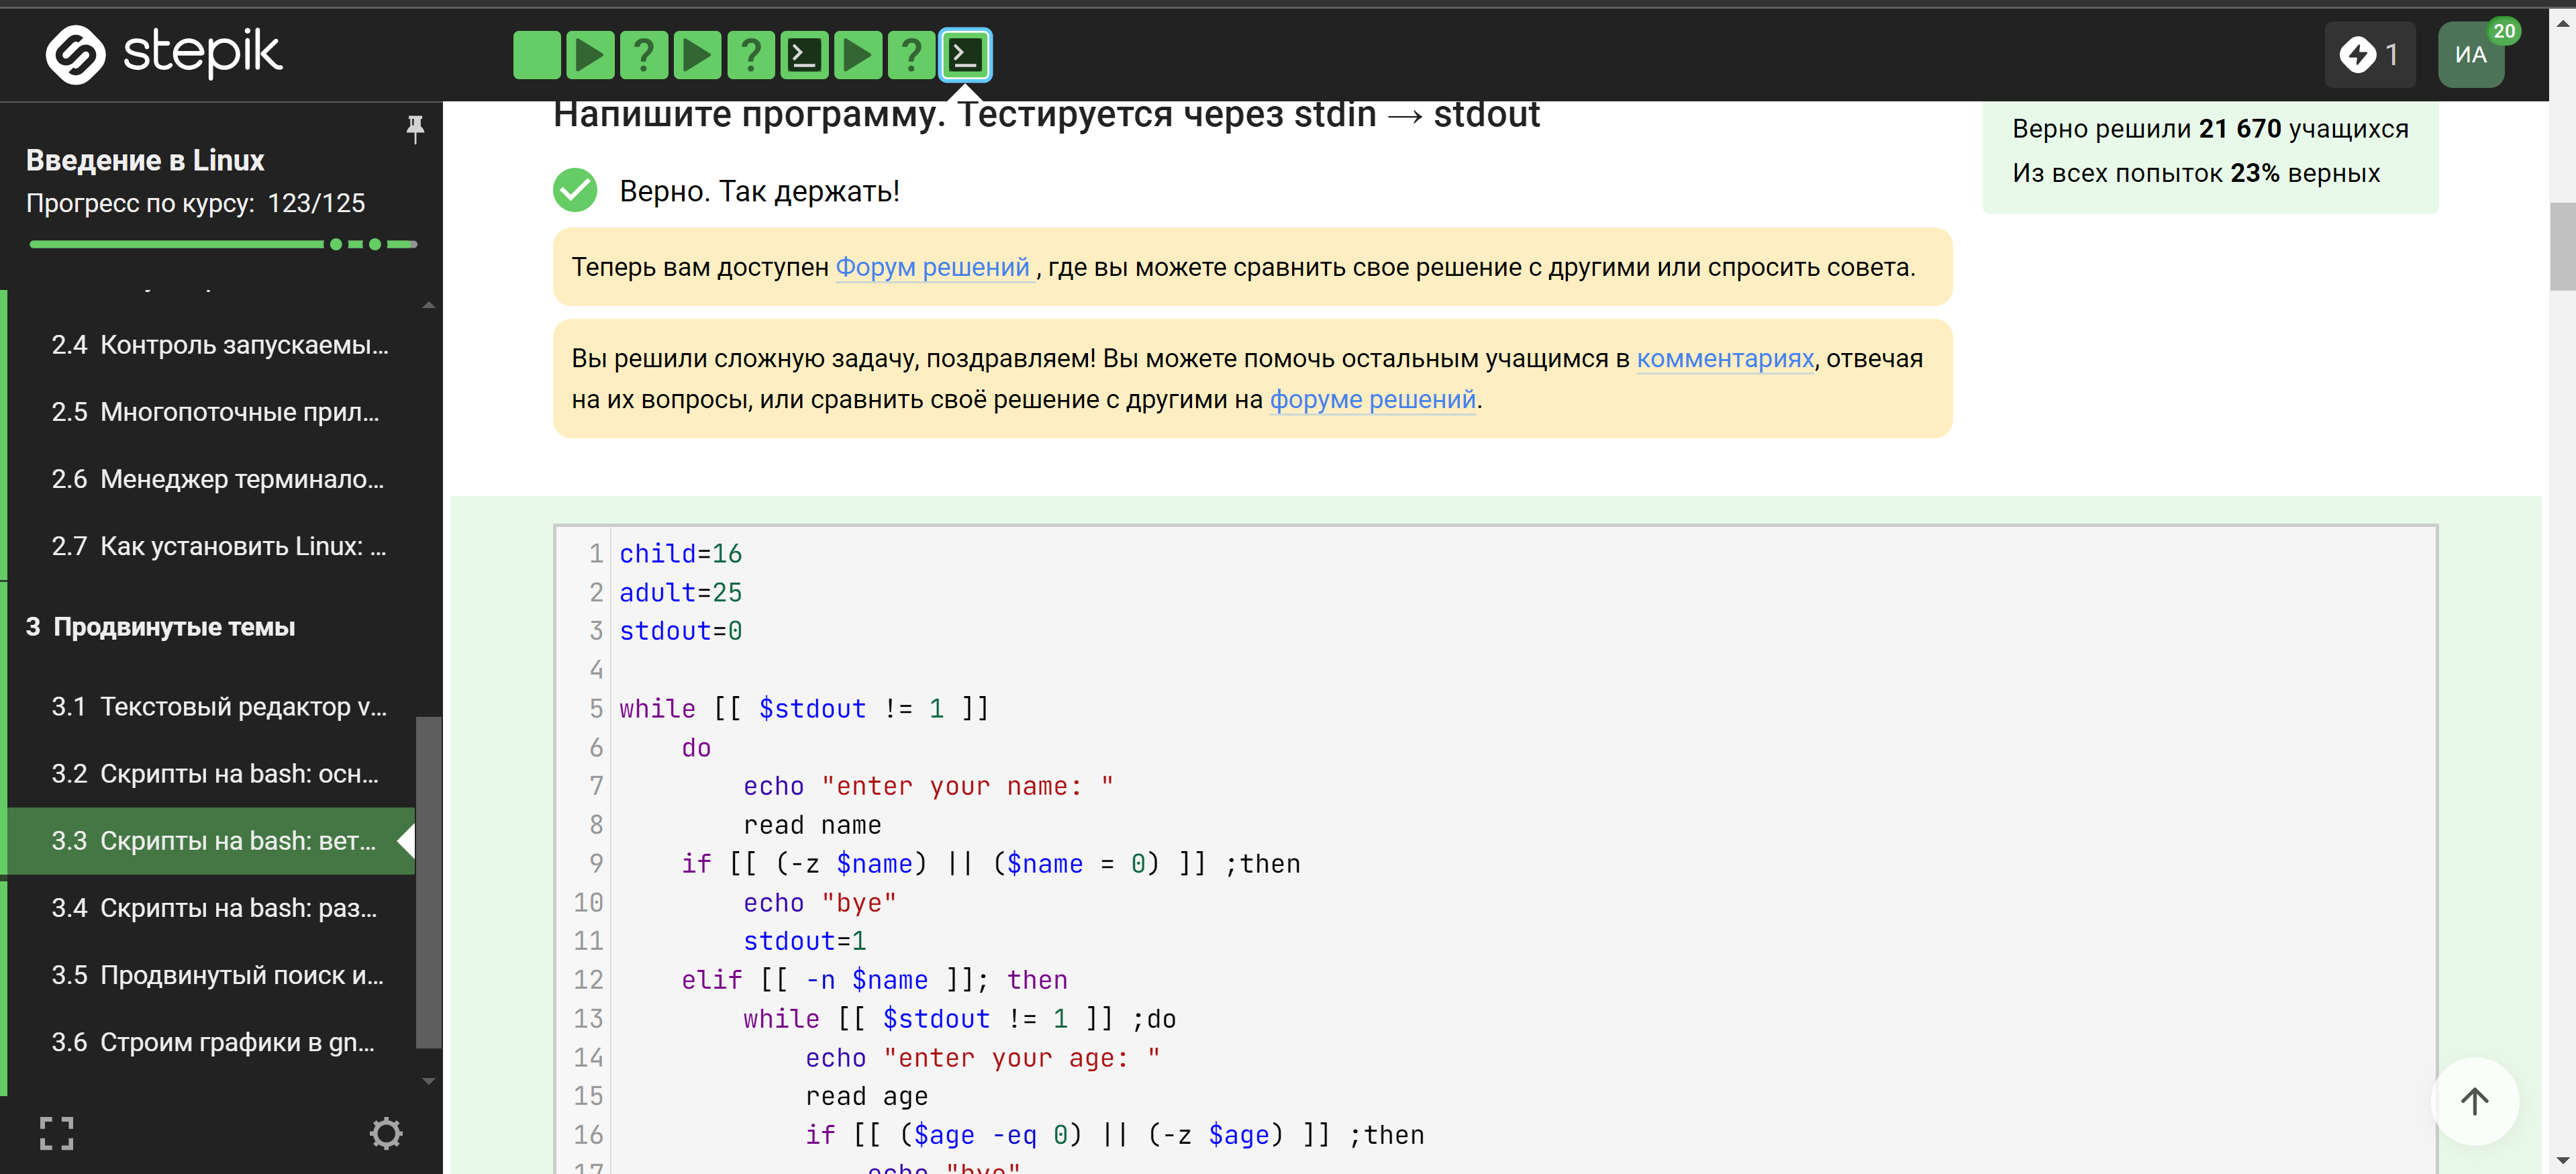 stepik
? ? ?
1
ИА
20
Введение в Linux
Прогресс по курсу: 123/125
2.4 Контроль запускаемы...
2.5 Многопоточные прил...
2.6 Менеджер терминало...
2.7 Как установить Linux: ...
3 Продвинутые темы
3.1 Текстовый редактор v...
3.2 Скрипты на bash: осн...
3.3 Скрипты на bash: вет...
3.4 Скрипты на bash: раз...
3.5 Продвинутый поиск и...
3.6 Строим графики в gn...
Напишите программу. Тестируется через stdin → stdout
Верно. Так держать!
Теперь вам доступен Форум решений , где вы можете сравнить свое решение с другими или спросить совета.
Вы решили сложную задачу, поздравляем! Вы можете помочь остальным учащимся в комментариях, отвечая
на их вопросы, или сравнить своё решение с другими на форуме решений.
Верно решили 21 670 учащихся
Из всех попыток 23% верных
1 child=16
2 adult=25
3 stdout=0
4
5 while [[ $stdout != 1 ]]
6 do
7 echo "enter your name: "
8 read name
9 if [[ (-z $name) || ($name = 0) ]] ;then
10 echo "bye"
11 stdout=1
12 elif [[ -n $name ]]; then
13 while [[ $stdout != 1 ]] ;do
14 echo "enter your age: "
15 read age
16 if [[ ($age -eq 0) || (-z $age) ]] ;then
17 echo "bye"